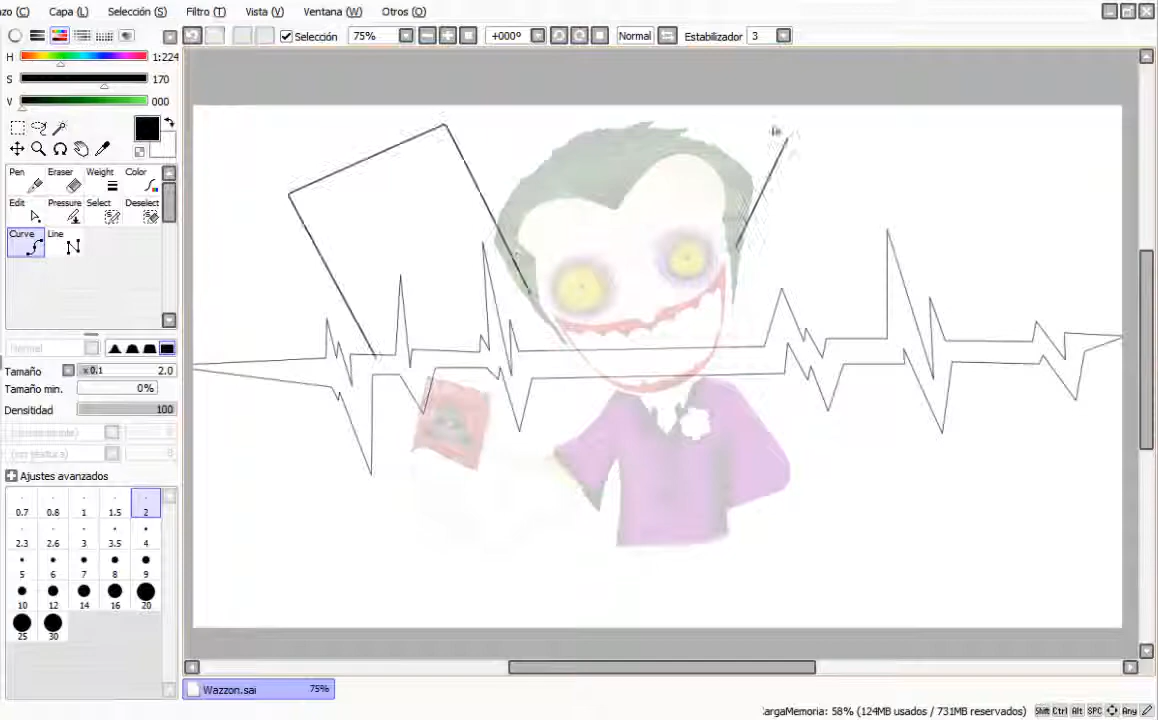 azo (C) Capa (L) Selección (S) Filtro (T) Vista (V) Ventana (W) Otros (O)
Selección 75% +000º Normal Estabilizador 3
H 1:224
S 170
V 000
Pen Eraser Weight Color
Edit Pressure Select Deselect
Curve Line
Normal
Tamaño x 0.1 2.0
Tamaño min. 0%
Densitidad 100
Ajustes avanzados
0.7 0.8 1 1.5 2
2.3 2.6 3 3.5 4
5 6 7 8 9
10 12 14 16 20
25 30
Wazzon.sai 75%
CargaMemoria: 58% (124MB usados / 731MB reservados) Shift Ctrl Alt SPC Any